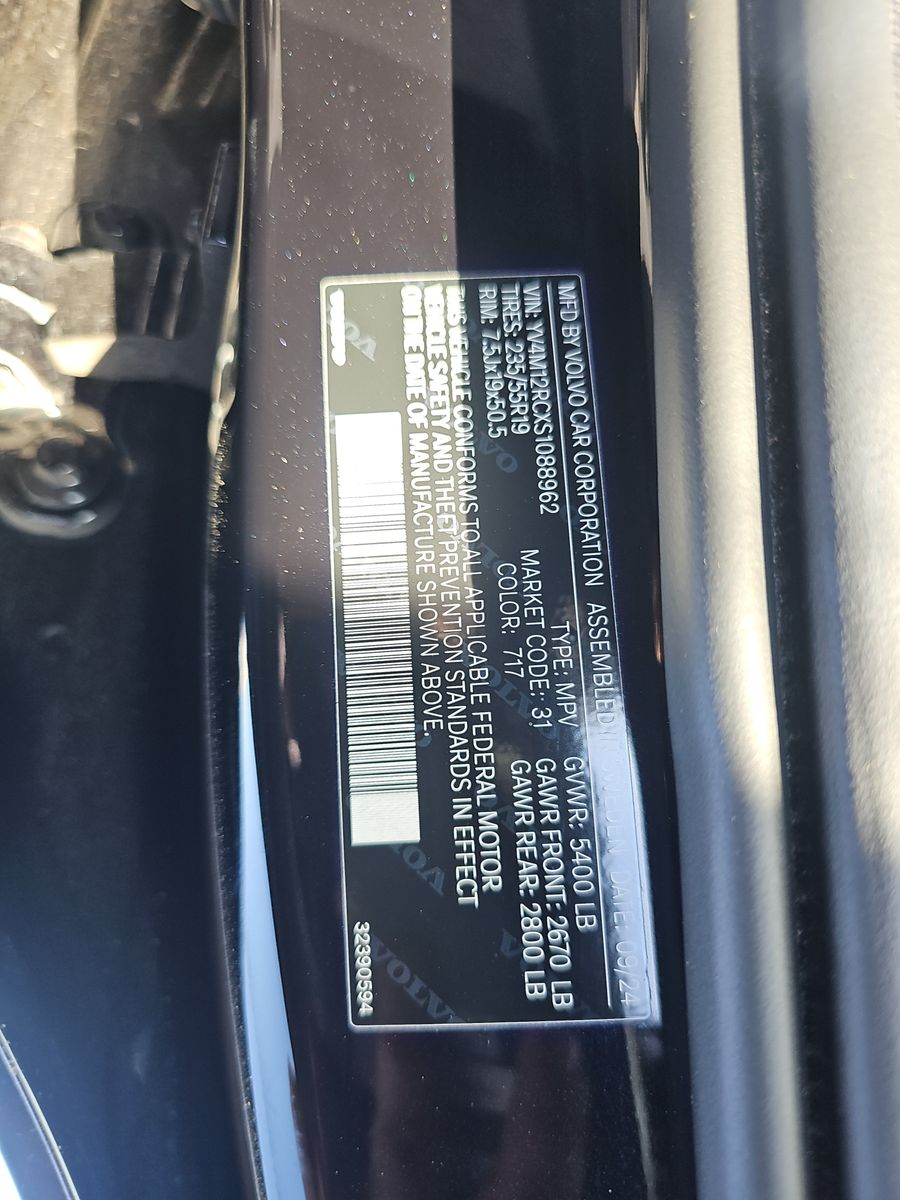 MFD BY VOLVO CAR CORPORATION ASSEMBLED IN SWEDEN DATE: 09/24
TYPE: MPV GVWR: 5400 LB
VIN: YV4M12RCXS1088962 MARKET CODE: 31 GAWR FRONT: 2670 LB
TIRES: 235/55R19 COLOR: 717 GAWR REAR: 2800 LB
RIM: 7.5Jx19x50.5
THIS VEHICLE CONFORMS TO ALL APPLICABLE FEDERAL MOTOR
VEHICLE SAFETY AND THEFT PREVENTION STANDARDS IN EFFECT
ON THE DATE OF MANUFACTURE SHOWN ABOVE.
32390594